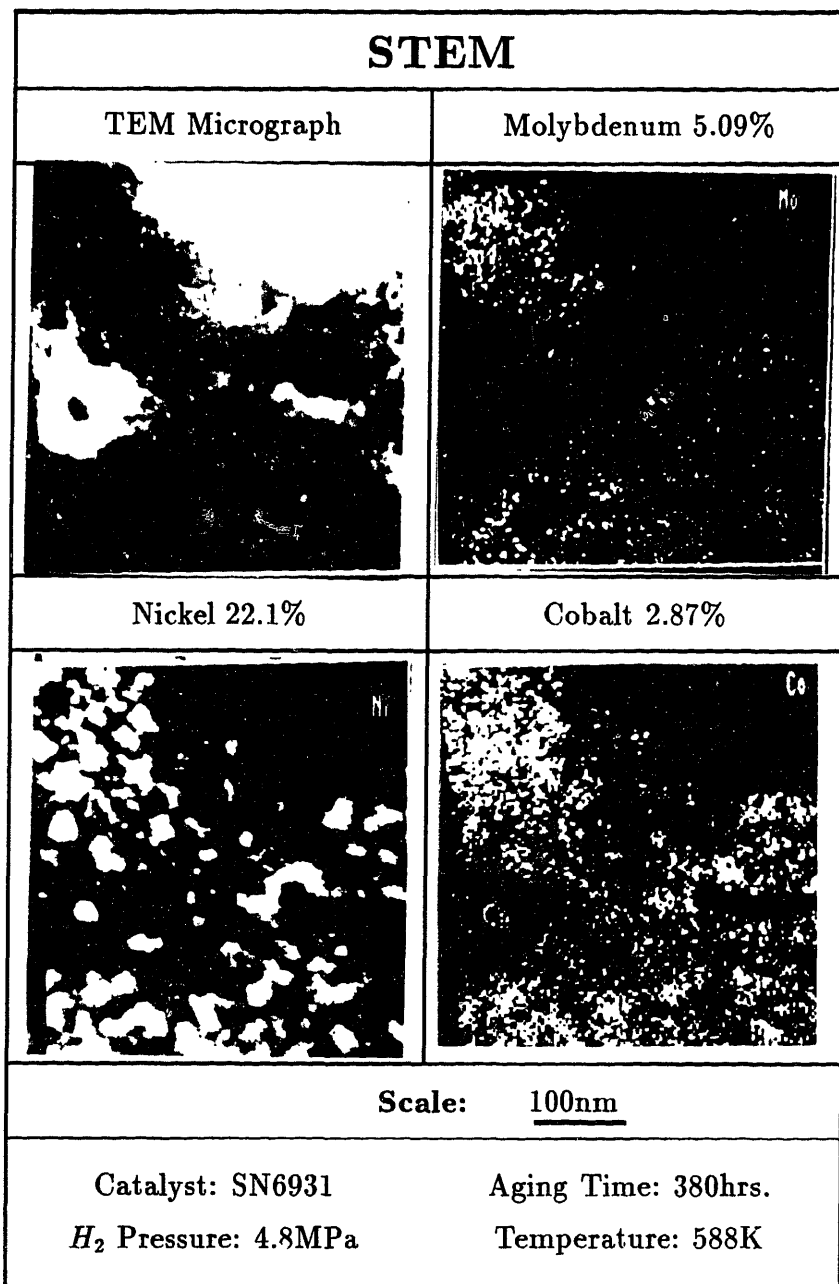 STEM
TEM Micrograph
Molybdenum 5.09%
Mo
Nickel 22.1%
Cobalt 2.87%
Ni
Co
Scale: 100nm
Catalyst: SN6931
Aging Time: 380hrs.
H₂ Pressure: 4.8MPa
Temperature: 588K